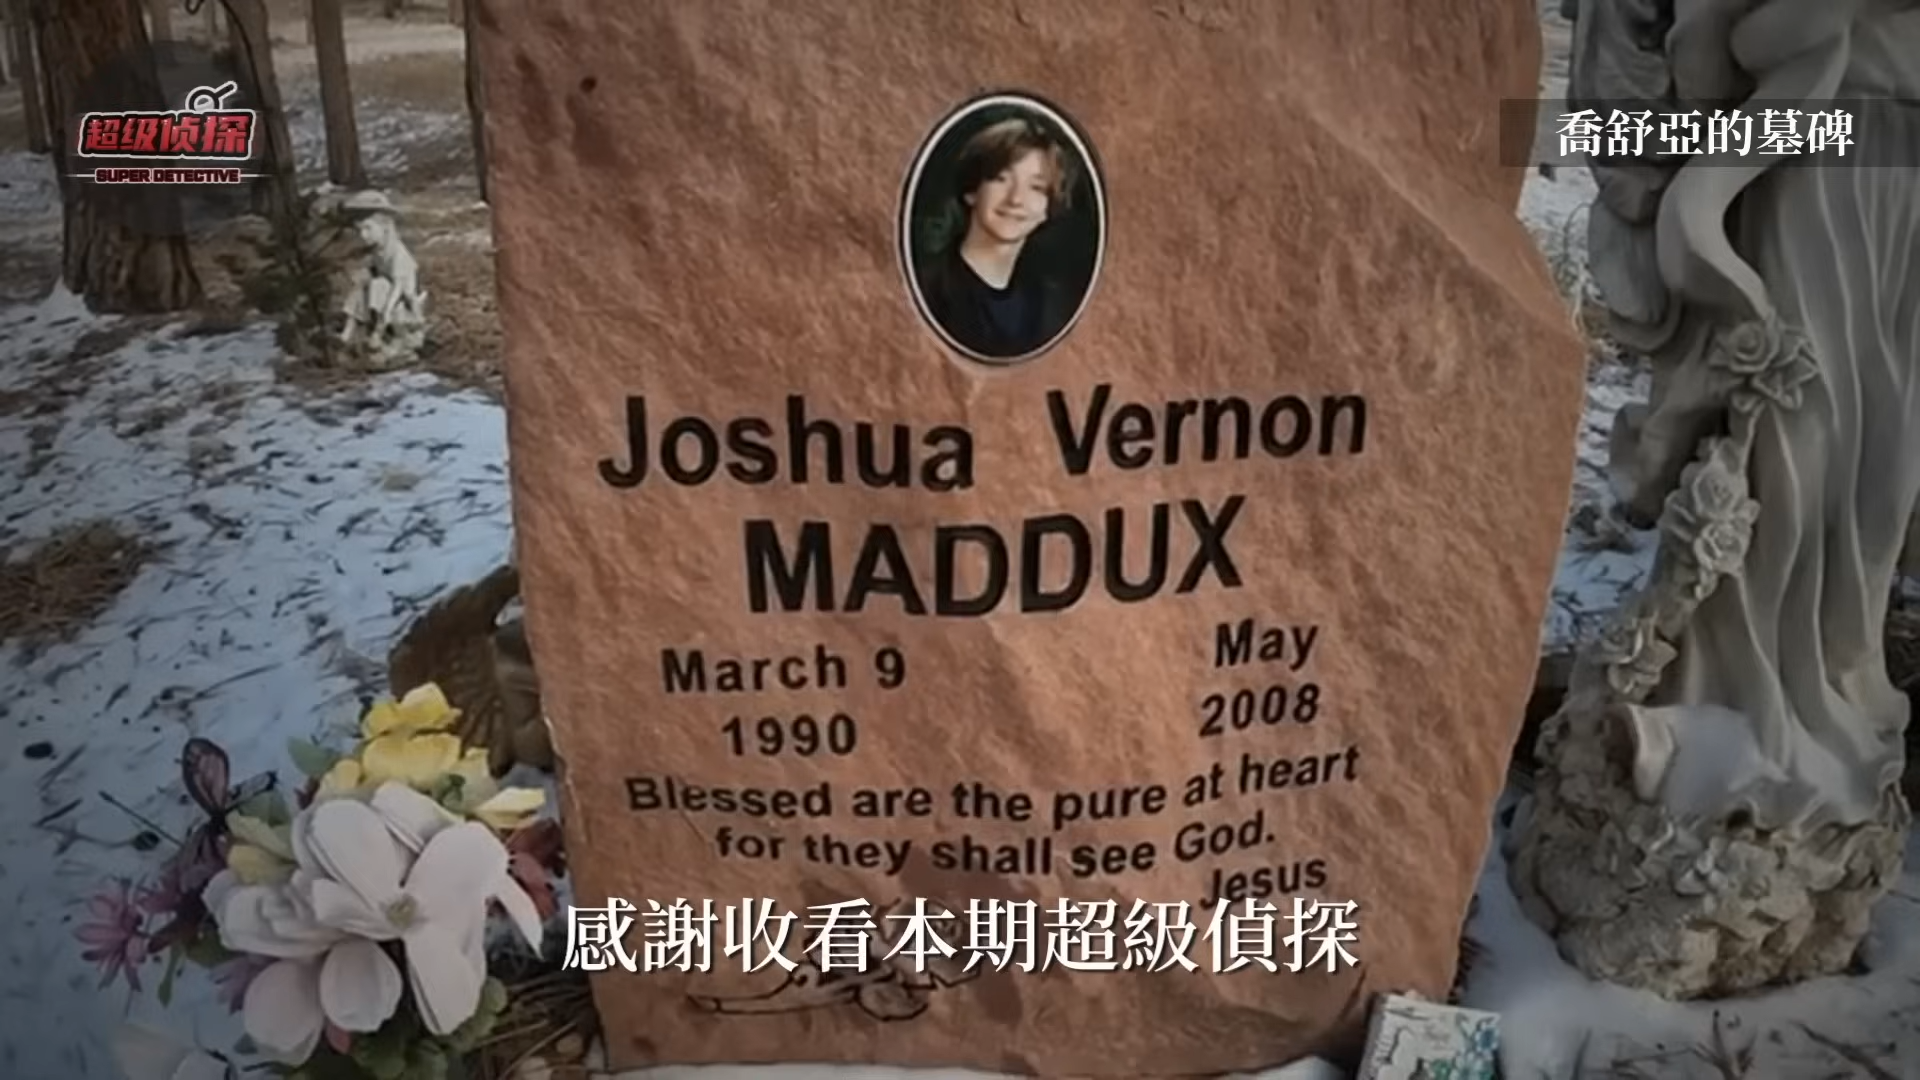 超级侦探
SUPER DETECTIVE
喬舒亞的墓碑
Joshua Vernon
MADDUX
March 9
1990
May
2008
Blessed are the pure at heart
for they shall see God.
Jesus
感謝收看本期超級偵探